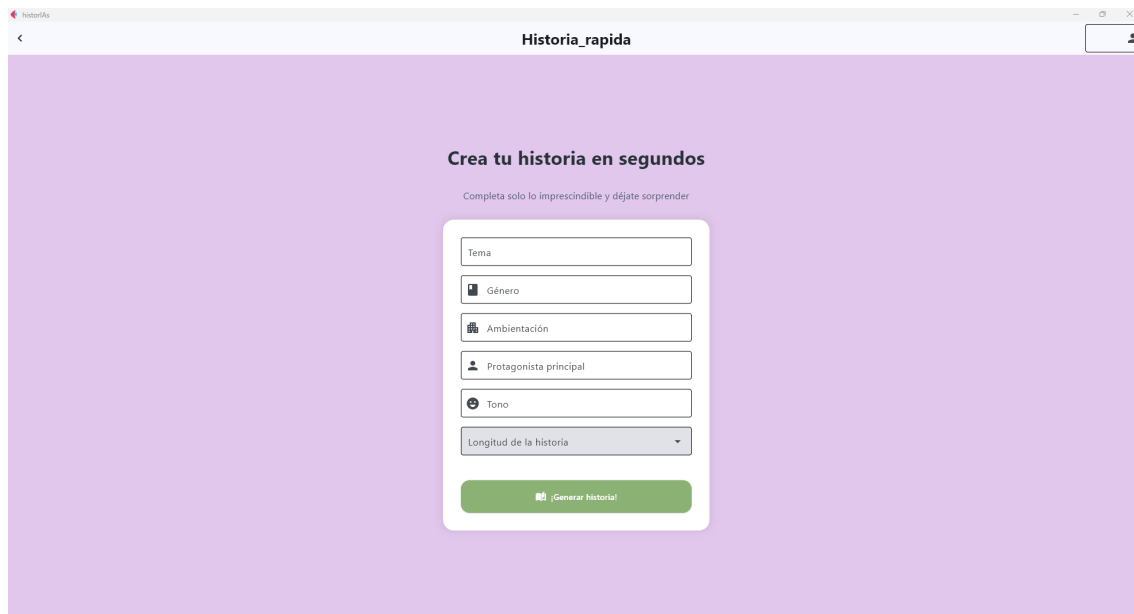 historIAs
Historia_rapida
Crea tu historia en segundos
Completa solo lo imprescindible y déjate sorprender
Tema
Género
Ambientación
Protagonista principal
Tono
Longitud de la historia
¡Generar historia!